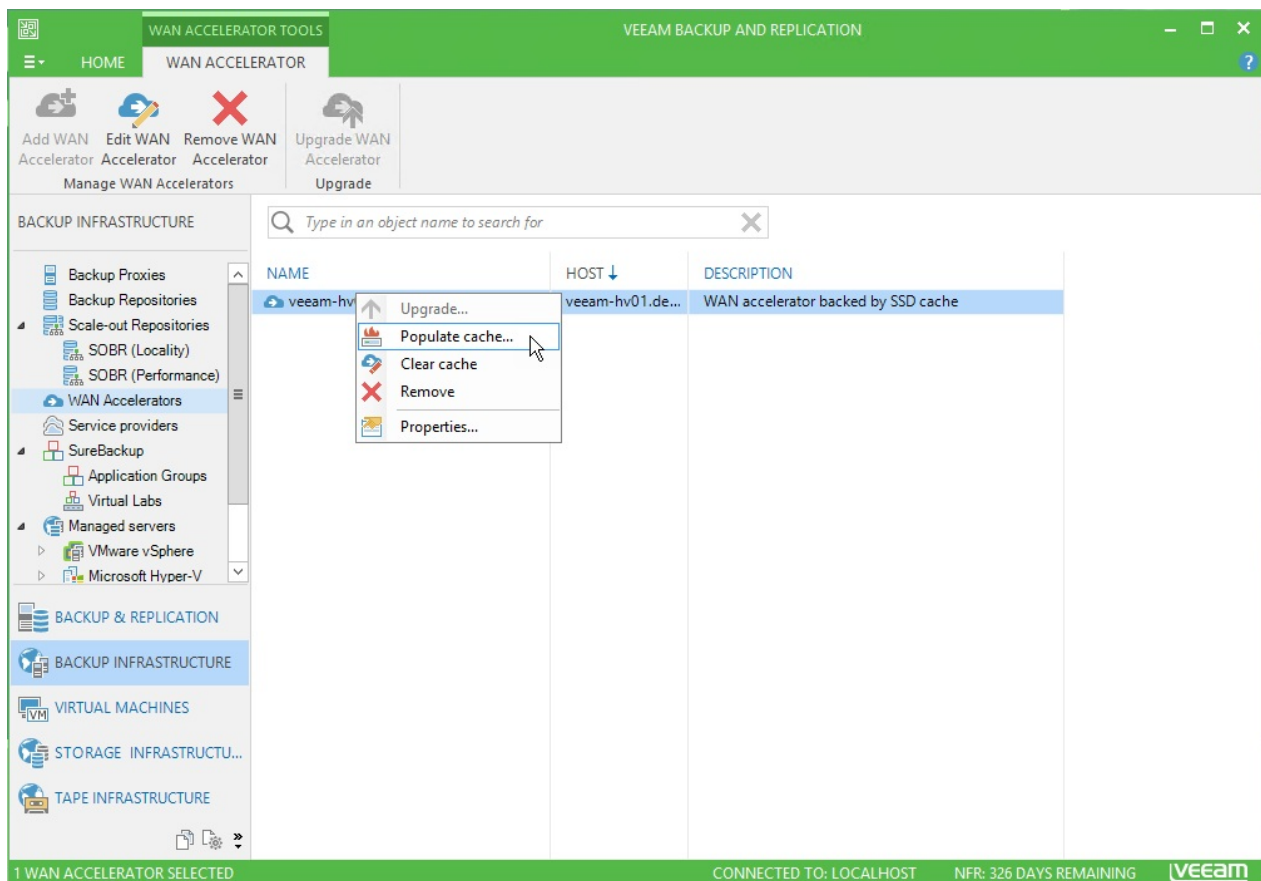 WAN ACCELERATOR TOOLS
VEEAM BACKUP AND REPLICATION
HOME
WAN ACCELERATOR
?
Add WAN Accelerator
Edit WAN Accelerator
Remove WAN Accelerator
Upgrade WAN Accelerator
Manage WAN Accelerators
Upgrade
BACKUP INFRASTRUCTURE
Type in an object name to search for
Backup Proxies
Backup Repositories
Scale-out Repositories
SOBR (Locality)
SOBR (Performance)
WAN Accelerators
Service providers
SureBackup
Application Groups
Virtual Labs
Managed servers
VMware vSphere
Microsoft Hyper-V
NAME
HOST
DESCRIPTION
veeam-hv
veeam-hv01.de...
WAN accelerator backed by SSD cache
Upgrade...
Populate cache...
Clear cache
Remove
Properties...
BACKUP & REPLICATION
BACKUP INFRASTRUCTURE
VM
VIRTUAL MACHINES
STORAGE INFRASTRUCTU...
TAPE INFRASTRUCTURE
1 WAN ACCELERATOR SELECTED
CONNECTED TO: LOCALHOST
NFR: 326 DAYS REMAINING
veeam